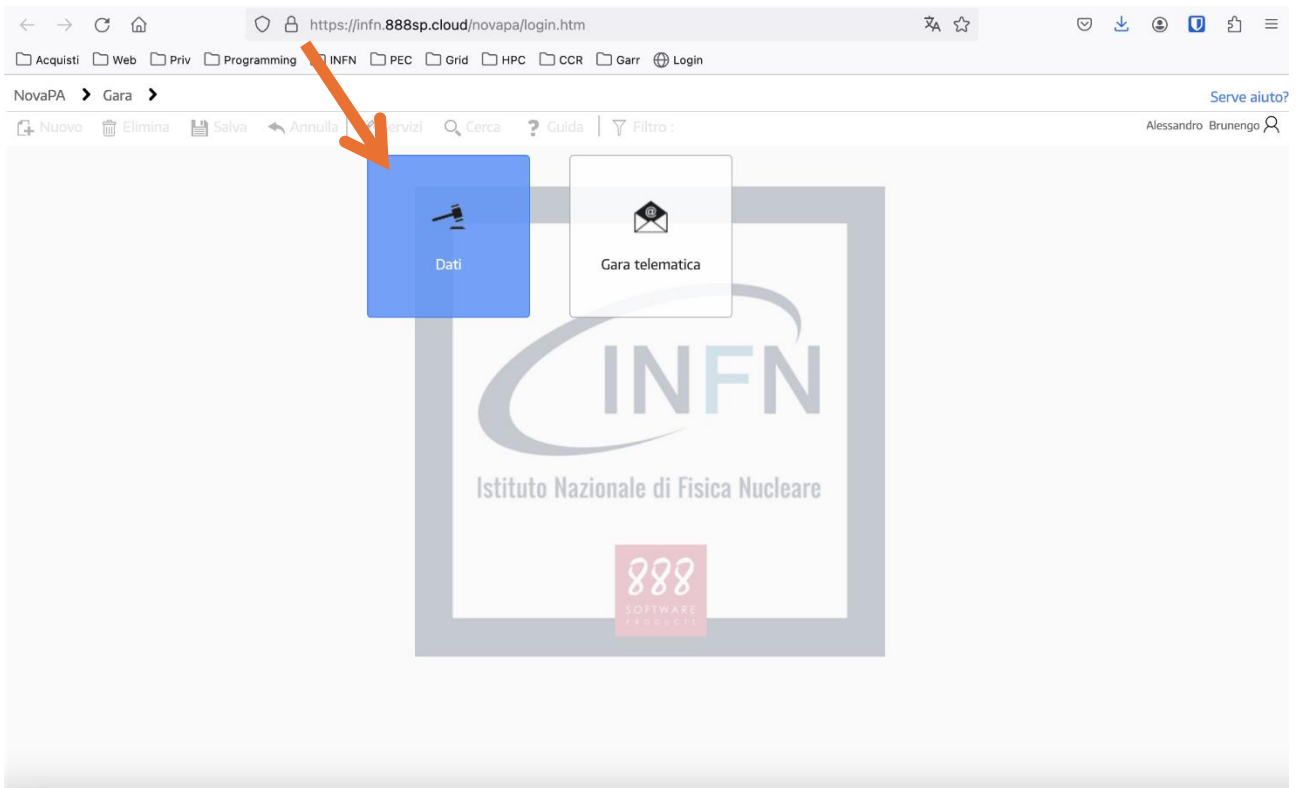 https://infn.888sp.cloud/novapa/login.htm
Acquisti Web Priv Programming INFN PEC Grid HPC CCR Garr Login
NovaPA Gara Serve aiuto?
Nuovo Elimina Salva Annulla Servizi Cerca ? Guida Filtro : Alessandro Brunengo
@
Dati Gara telematica
INFN
Istituto Nazionale di Fisica Nucleare
888
SOFTWARE
PRODUCTS